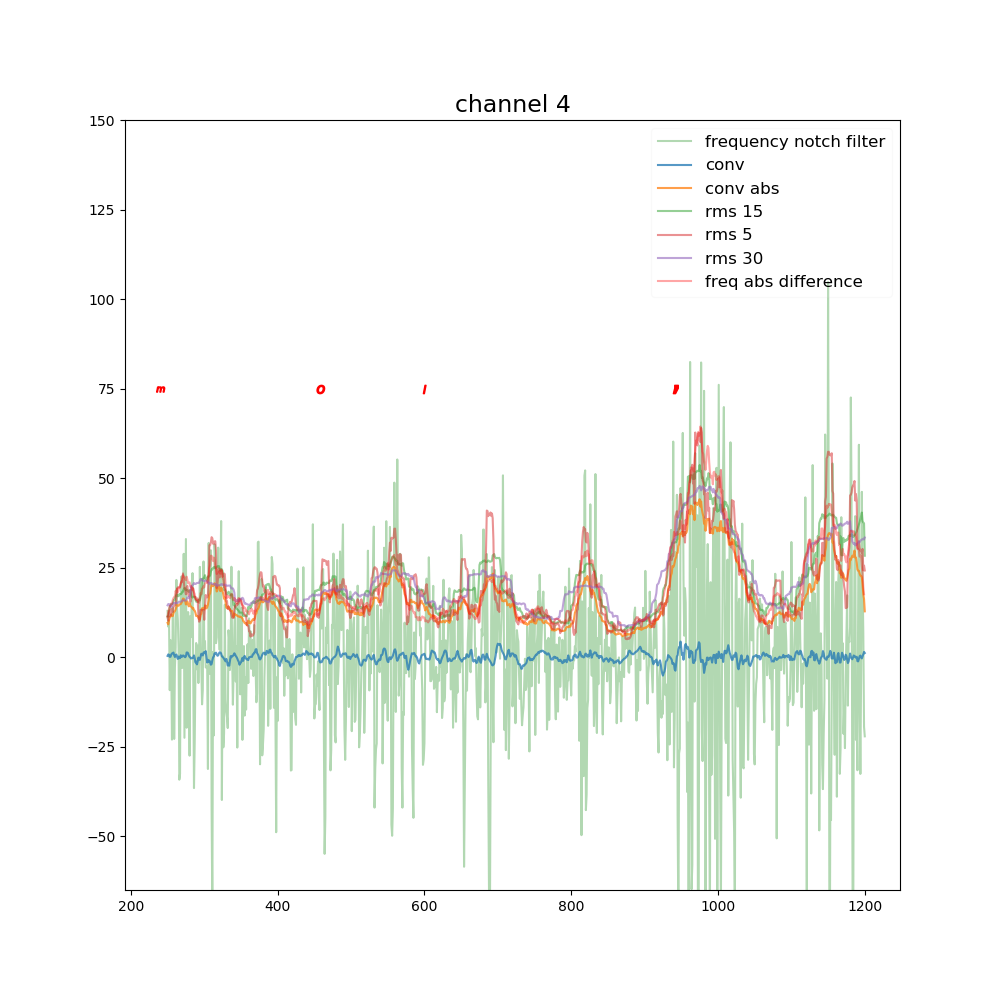 channel 4
150
125
100
75
50
25
0
−25
−50
frequency notch filter
conv
conv abs
rms 15
rms 5
rms 30
freq abs difference
m o l ,
200 400 600 800 1000 1200